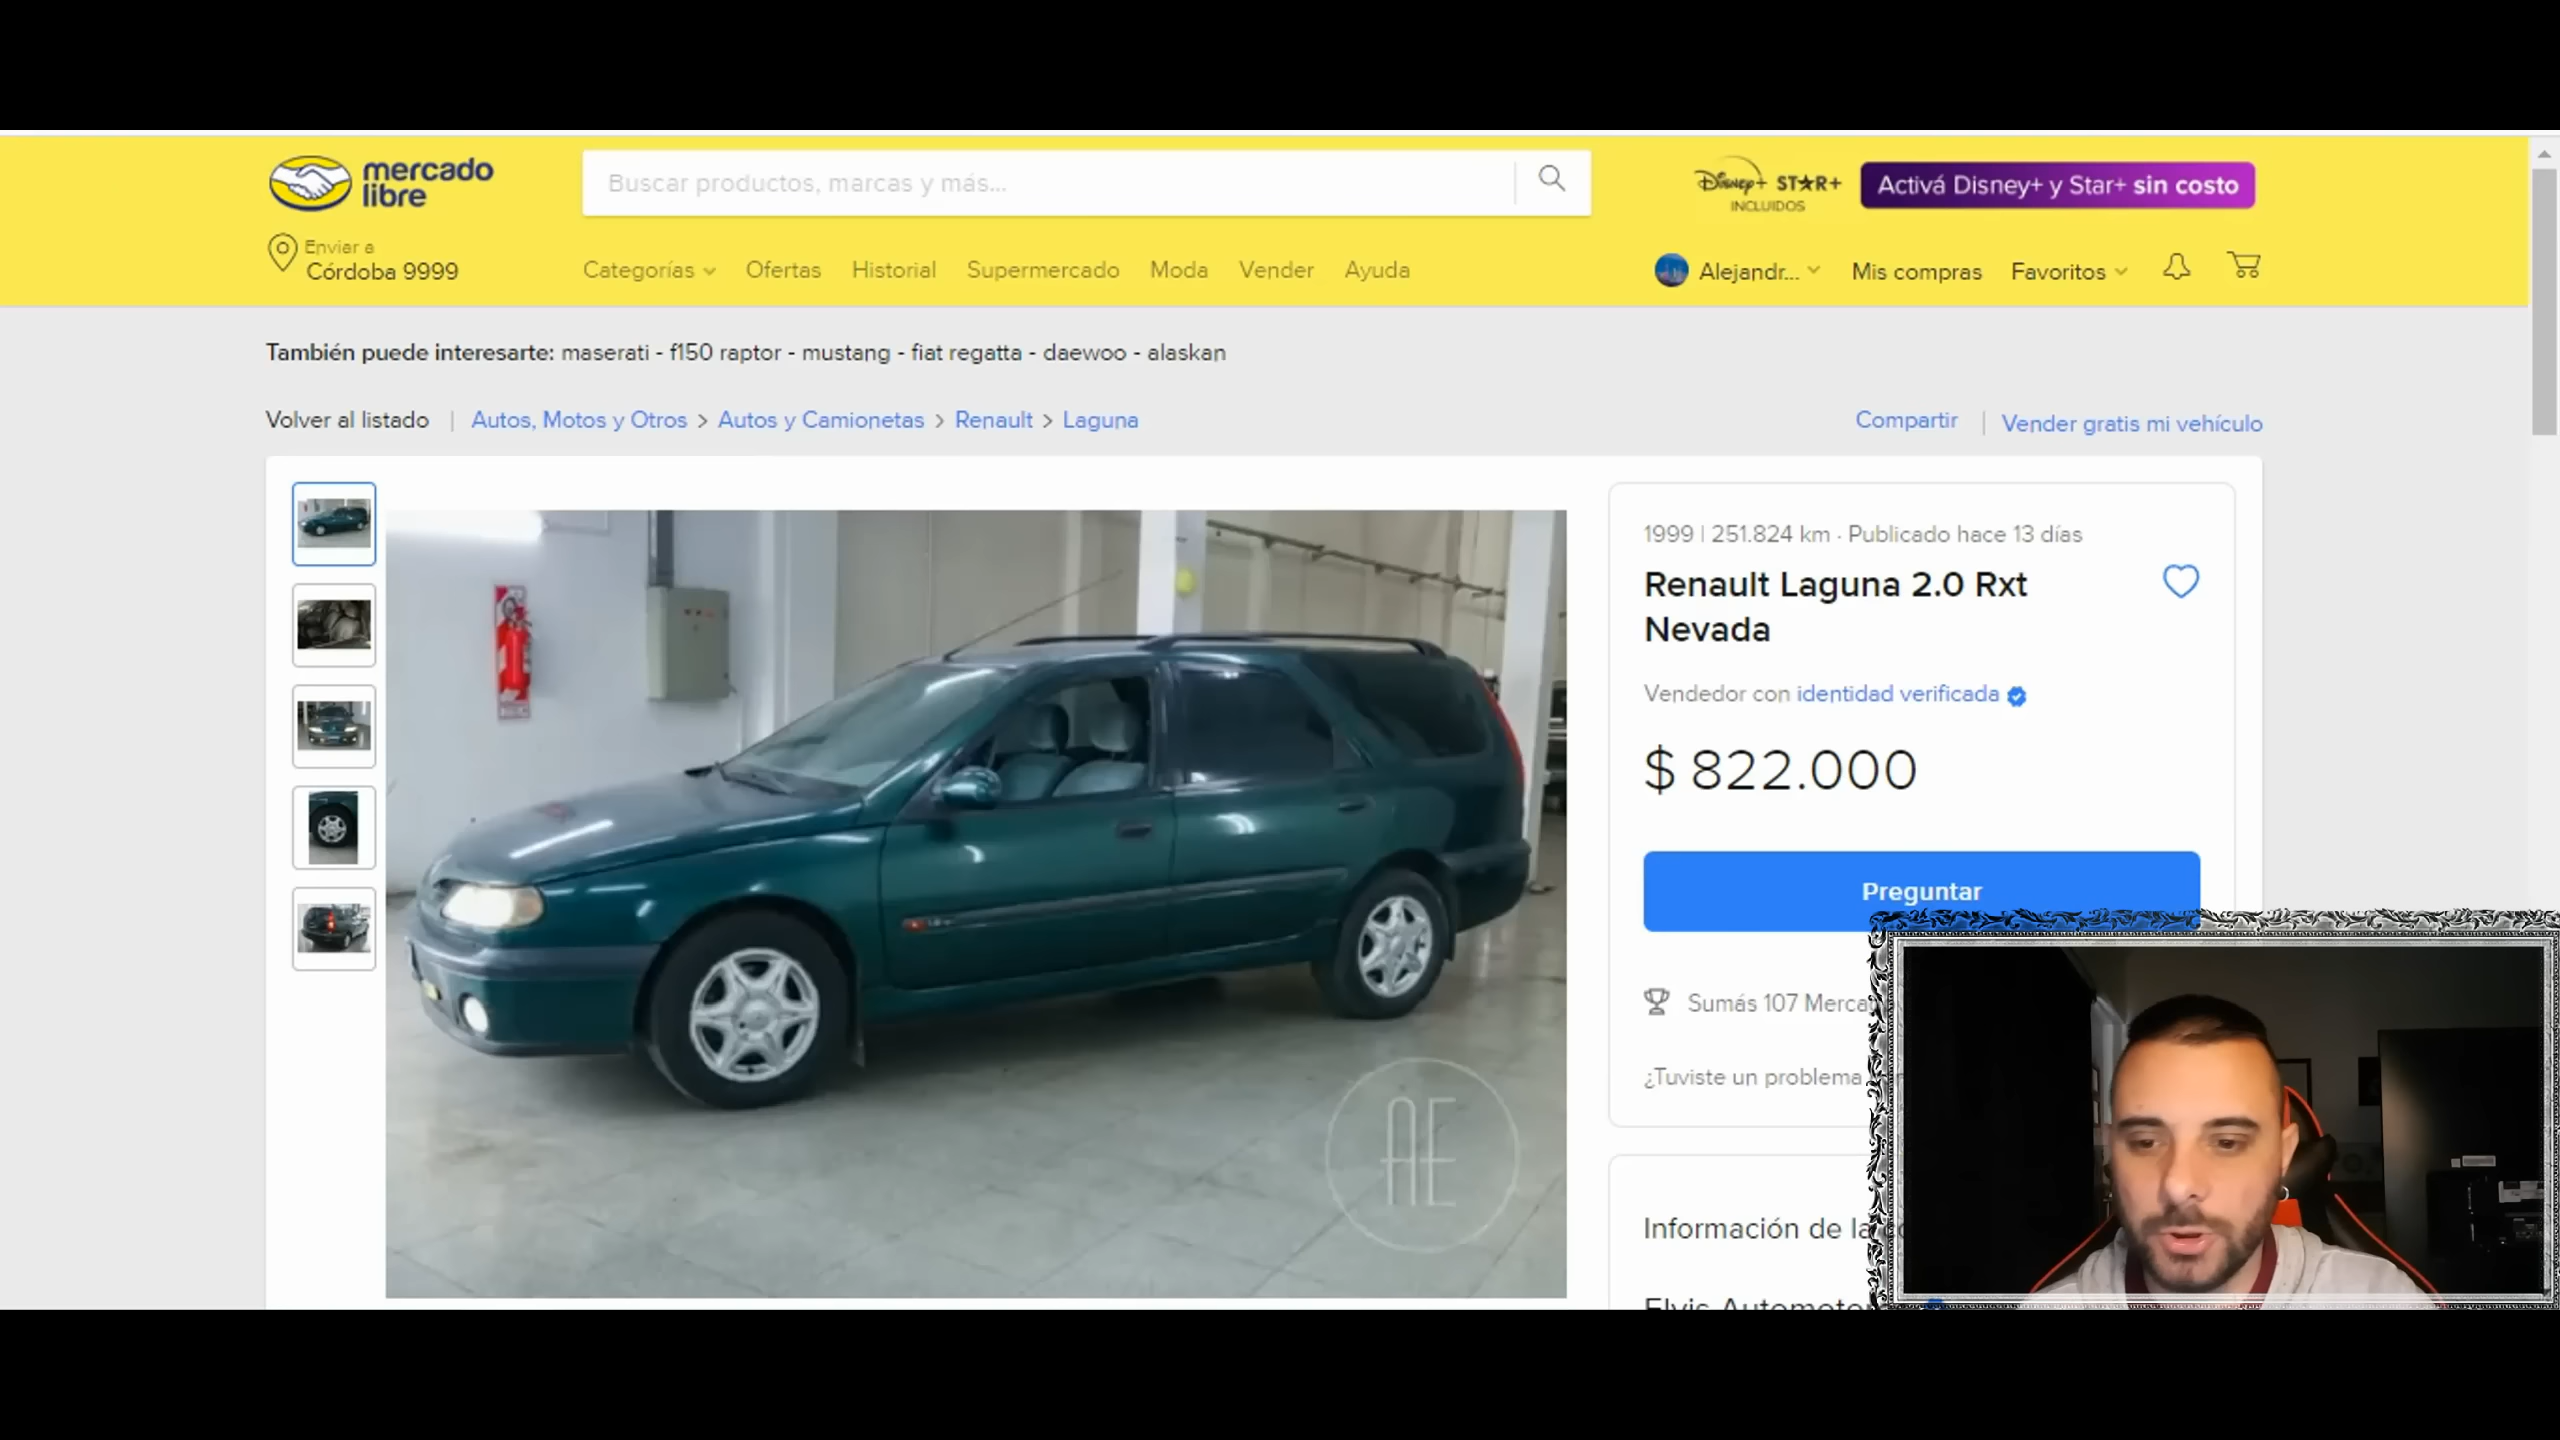 mercado
libre
Buscar productos, marcas y más...
Disney+ STAR+
INCLUIDOS
Activá Disney+ y Star+ sin costo
Enviar a
Córdoba 9999
Categorías
Ofertas
Historial
Supermercado
Moda
Vender
Ayuda
Alejandr...
Mis compras
Favoritos
También puede interesarte: maserati - f150 raptor - mustang - fiat regatta - daewoo - alaskan
Volver al listado | Autos, Motos y Otros > Autos y Camionetas > Renault > Laguna
Compartir | Vender gratis mi vehículo
1999 | 251.824 km · Publicado hace 13 días
Renault Laguna 2.0 Rxt
Nevada
Vendedor con identidad verificada
$ 822.000
Preguntar
Sumás 107
¿Tuviste un problema
Información de la
Elvis
AE